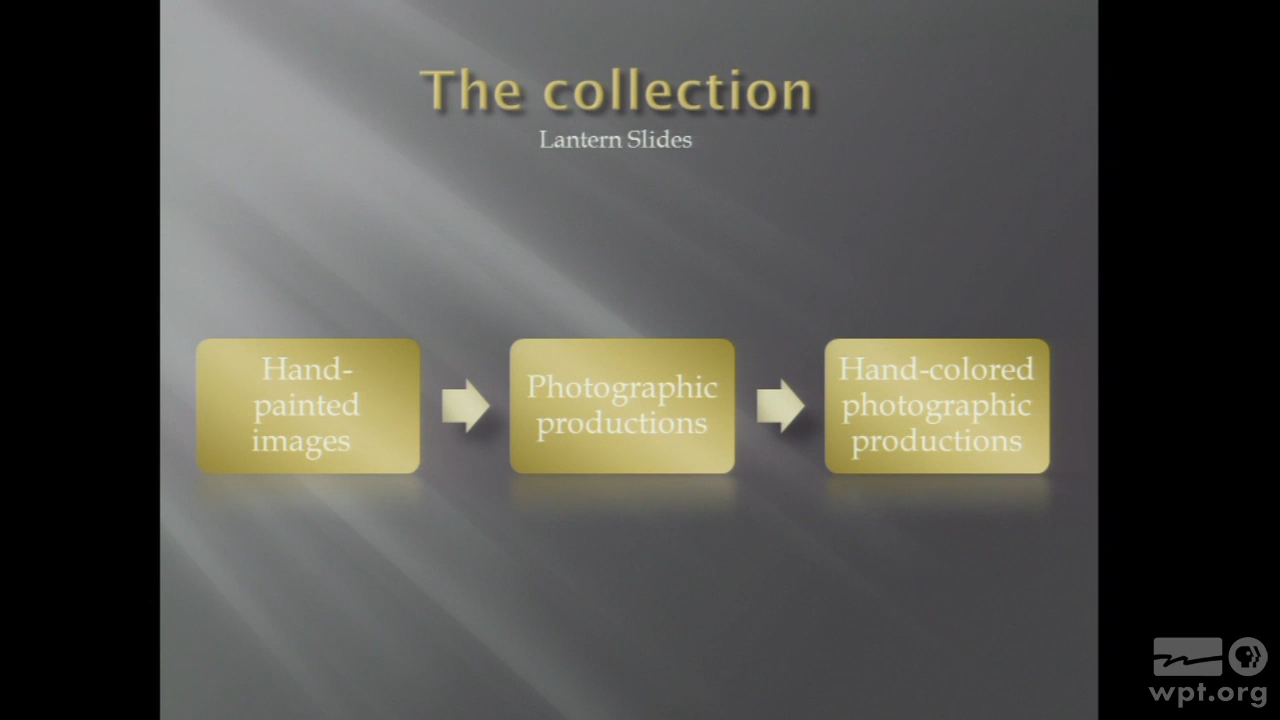 The collection
Lantern Slides
Hand-
painted
images
Photographic
productions
Hand-colored
photographic
productions
wpt.org